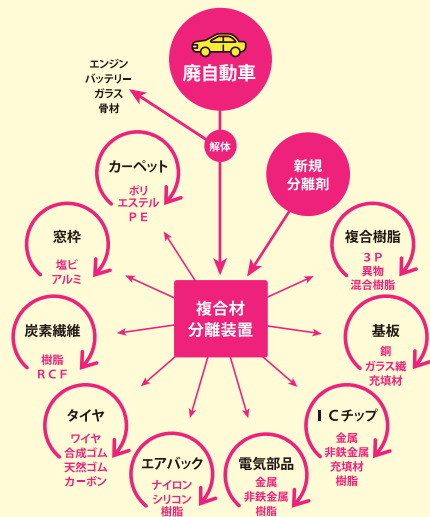 廃自動車
エンジン
バッテリー
ガラス
骨材
解体
新規
分離剤
カーペット
ポリ
エステル
ＰＥ
窓枠
塩ビ
アルミ
複合樹脂
３Ｐ
異物
混合樹脂
複合材
分離装置
炭素繊維
樹脂
ＲＣＦ
基板
銅
ガラス繊
充填材
タイヤ
ワイヤ
合成ゴム
天然ゴム
カーボン
エアバック
ナイロン
シリコン
樹脂
電気部品
金属
非鉄金属
樹脂
ＩＣチップ
金属
非鉄金属
充填材
樹脂